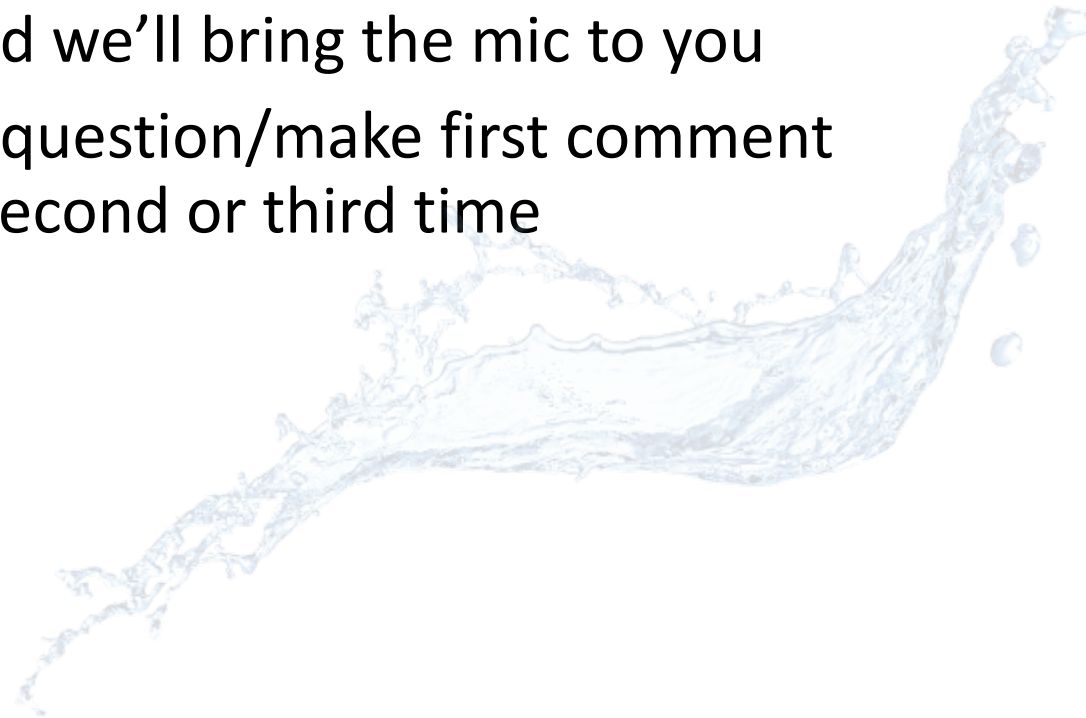 d we’ll bring the mic to you
question/make first comment
econd or third time